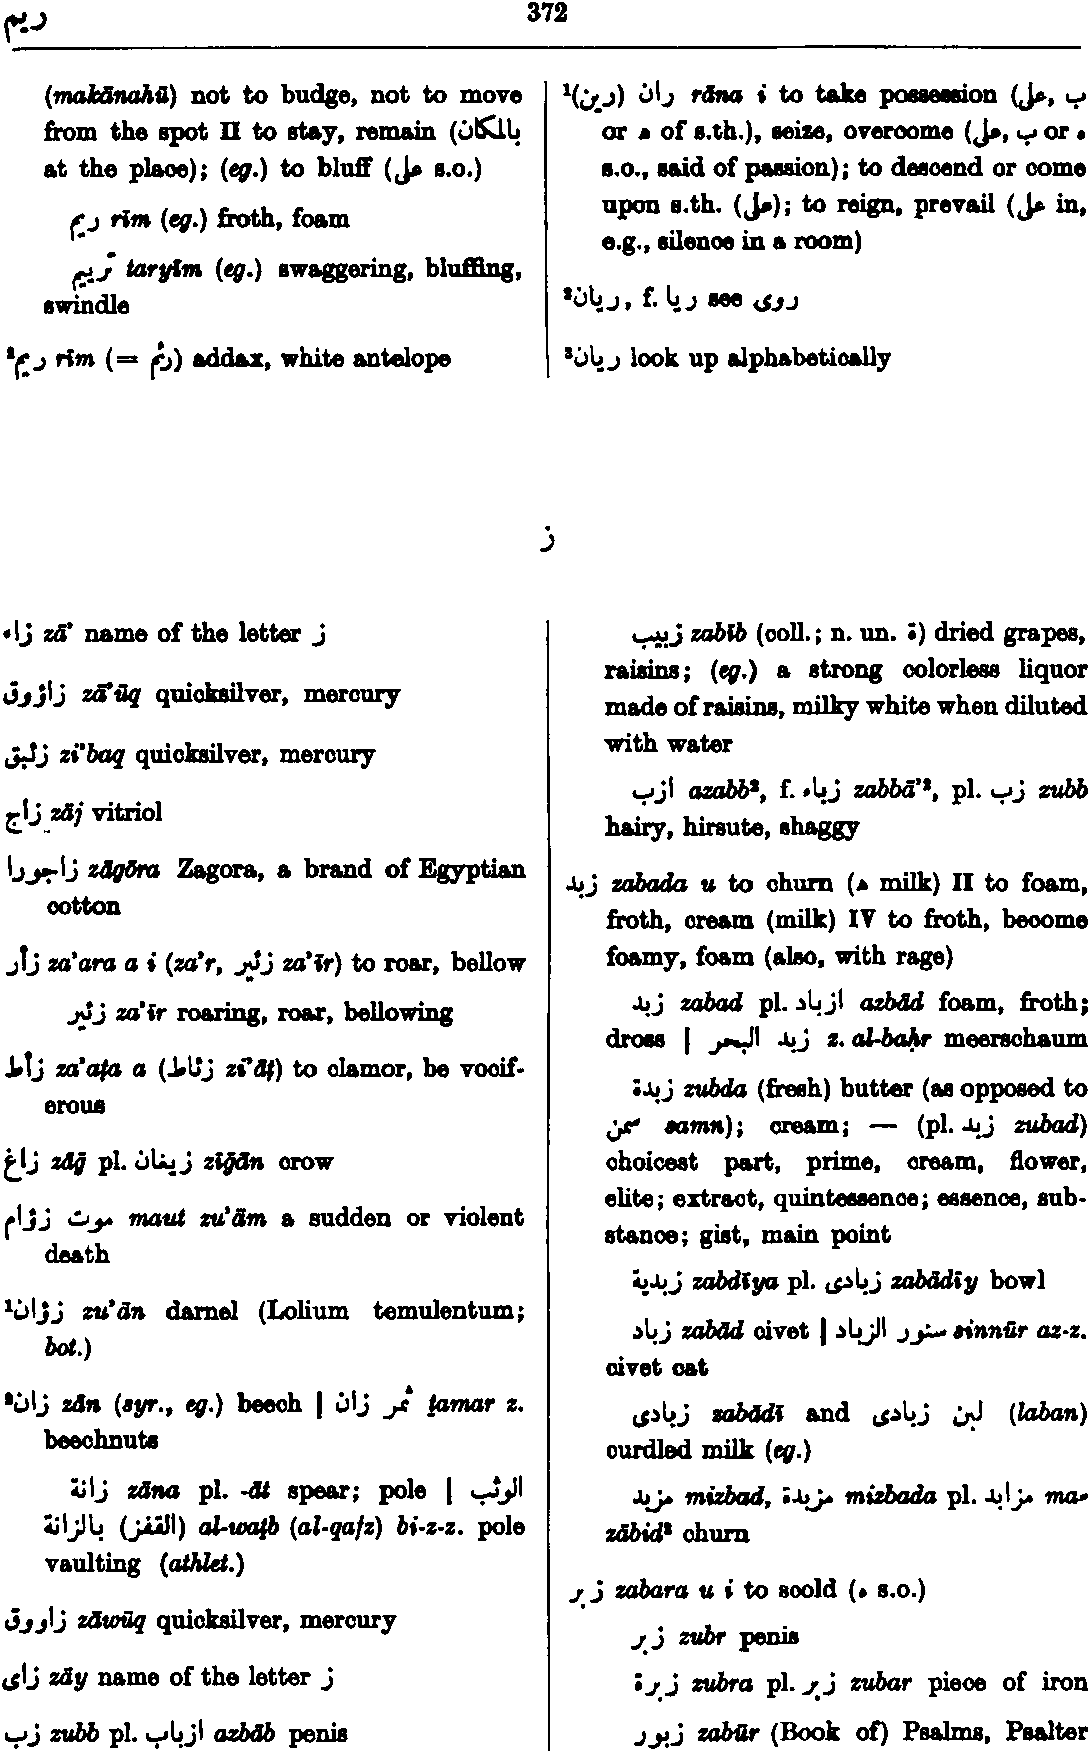 ريم 372
(makānahū) not to budge, not to move
from the spot II to stay, remain (بالمكان
at the place); (eg.) to bluff (على s.o.)
ريم rīm (eg.) froth, foam
تريّم taryīm (eg.) swaggering, bluffing,
swindle
²ريم rīm (= رئم) addax, white antelope
¹(رين) ران rāna i to take possession (على, ب
or ه of s.th.), seize, overcome (على, ب or ه
s.o., said of passion); to descend or come
upon s.th. (على); to reign, prevail (على in,
e.g., silence in a room)
²ريان, f. ريا see روى
³ريان look up alphabetically
ز
زاء zā’ name of the letter ز
زاؤوق zā’ūq quicksilver, mercury
زئبق zi’baq quicksilver, mercury
زاج zāj vitriol
زاجورا zāgōra Zagora, a brand of Egyptian
cotton
زأر za’ara a i (za’r, زئير za’īr) to roar, bellow
زئير za’īr roaring, roar, bellowing
زأط za’aṭa a (زئاط zi’āṭ) to clamor, be vocif-
erous
زاغ zāḡ pl. زيغان zīḡān crow
موت زؤام maut zu’ām a sudden or violent
death
¹زؤان zu’ān darnel (Lolium temulentum;
bot.)
²زان zān (syr., eg.) beech | ثمر زان ṯamar z.
beechnuts
زانة zāna pl. -āt spear; pole | الوثب
(القفز) بالزانة al-waṯb (al-qafz) bi-z-z. pole
vaulting (athlet.)
زاووق zāwūq quicksilver, mercury
زاى zāy name of the letter ز
زب zubb pl. ازباب azbāb penis
زبيب zabīb (coll.; n. un. ة) dried grapes,
raisins; (eg.) a strong colorless liquor
made of raisins, milky white when diluted
with water
ازب azabb², f. زباء zabbā’², pl. زب zubb
hairy, hirsute, shaggy
زبد zabada u to churn (ه milk) II to foam,
froth, cream (milk) IV to froth, become
foamy, foam (also, with rage)
زبد zabad pl. ازباد azbād foam, froth;
dross | زبد البحر z. al-baḥr meerschaum
زبدة zubda (fresh) butter (as opposed to
سمن samn); cream; — (pl. زبد zubad)
choicest part, prime, cream, flower,
elite; extract, quintessence; essence, sub-
stance; gist, main point
زبدية zabdīya pl. زبادى zabādīy bowl
زباد zabād civet | سنور الزباد sinnūr az-z.
civet cat
زبادى zabādī and لبن زبادى (laban)
curdled milk (eg.)
مزبد mizbad, مزبدة mizbada pl. مزابد ma-
zābid² churn
زبر zabara u i to scold (ه s.o.)
زبر zubr penis
زبرة zubra pl. زبر zubar piece of iron
زبور zabūr (Book of) Psalms, Psalter